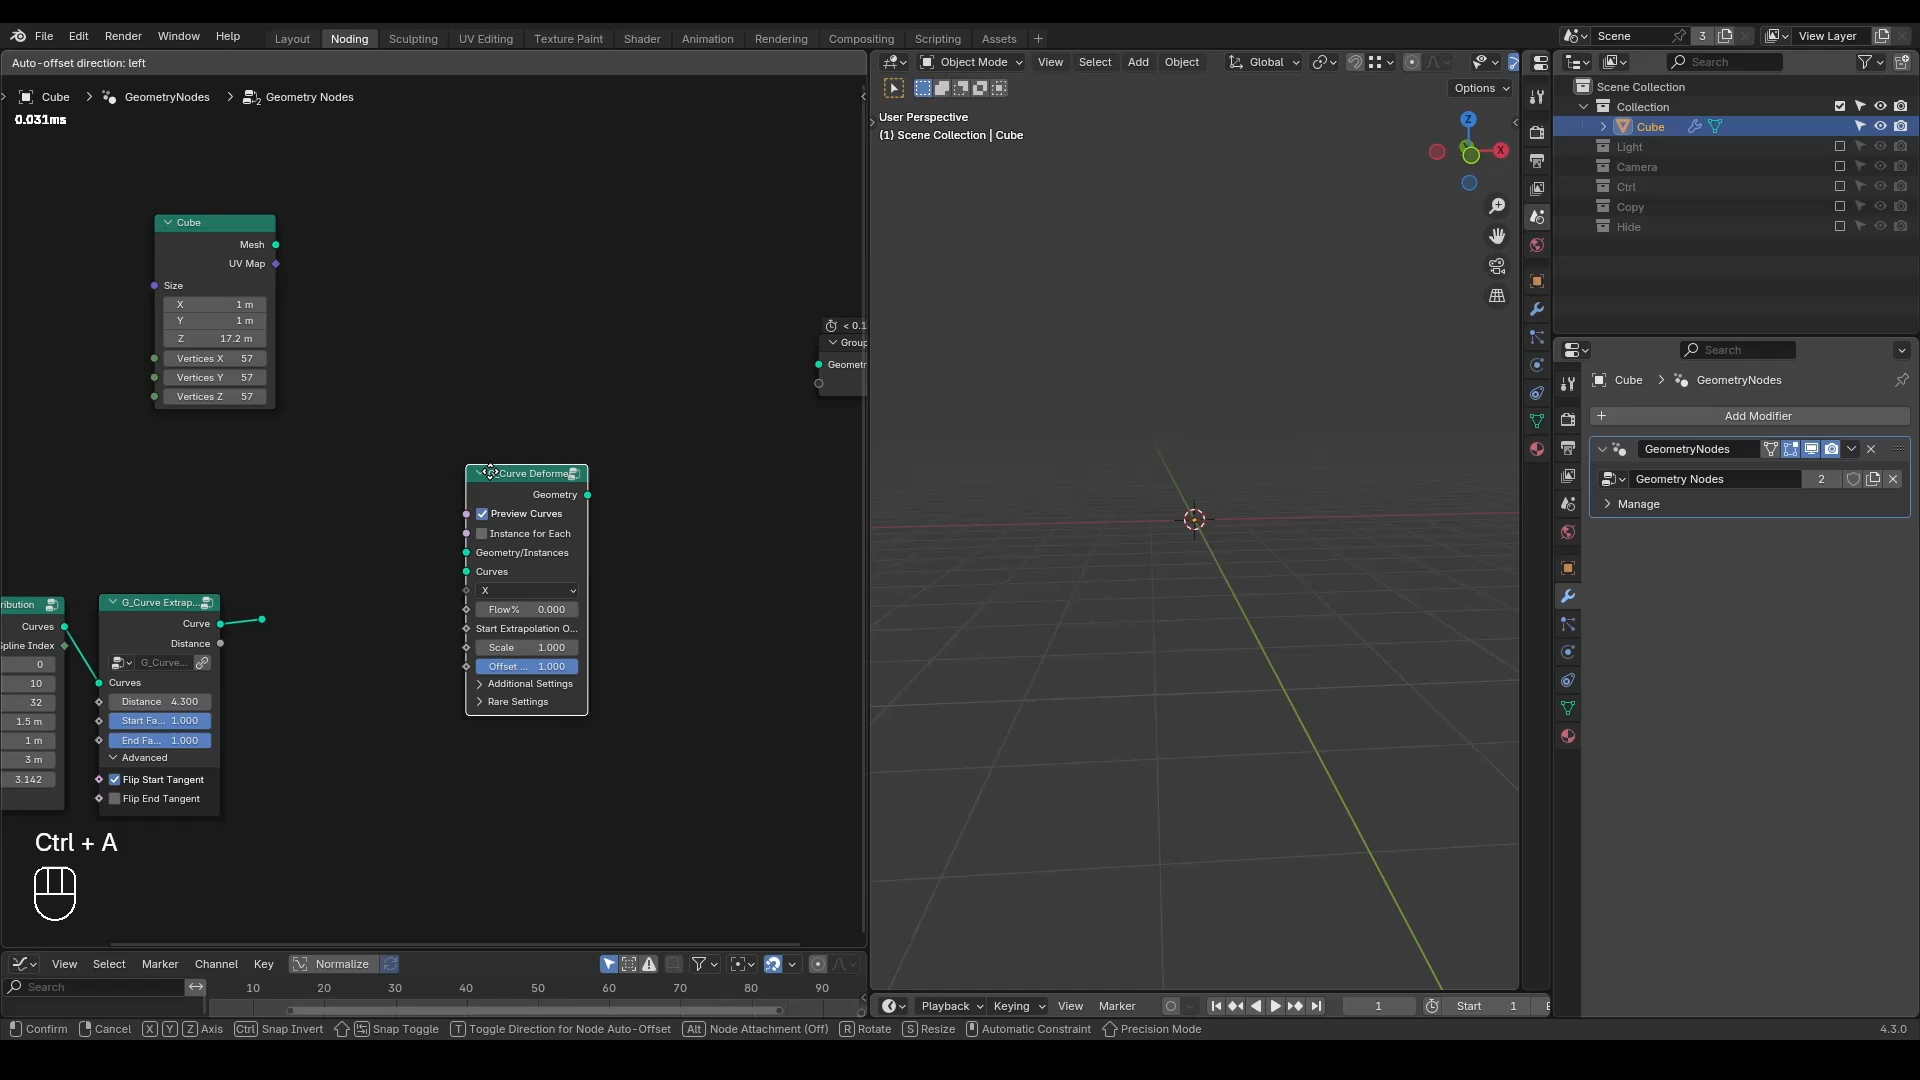 File Edit Render Window Help
Layout Noding Sculpting UV Editing Texture Paint Shader Animation Rendering Compositing Scripting Assets +
Scene 3 View Layer
Auto-offset direction: left
Cube > GeometryNodes > Geometry Nodes
0.031ms
Cube
Mesh
UV Map
Size
X 1 m
Y 1 m
Z 17.2 m
Vertices X 57
Vertices Y 57
Vertices Z 57
< 0.1
Group
Geometr
Curve Deforme
Geometry
Preview Curves
Instance for Each
Geometry/Instances
Curves
X
Flow% 0.000
Start Extrapolation O...
Scale 1.000
Offset ... 1.000
Additional Settings
Rare Settings
ribution
Curves
Spline Index
0
10
32
1.5 m
1 m
3 m
3.142
G_Curve Extrap...
Curve
Distance
G_Curve...
Curves
Distance 4.300
Start Fa... 1.000
End Fa... 1.000
Advanced
Flip Start Tangent
Flip End Tangent
Ctrl + A
View Select Marker Channel Key Normalize
Search
10 20 30 40 50 60 70 80 90
Object Mode View Select Add Object Global
Options
User Perspective
(1) Scene Collection | Cube
Z
X
Playback Keying View Marker 1 Start 1
Search
Scene Collection
Collection
Cube
Light
Camera
Ctrl
Copy
Hide
Search
Cube > GeometryNodes
+ Add Modifier
GeometryNodes
Geometry Nodes 2
Manage
Confirm Cancel X Y Z Axis Ctrl Snap Invert Snap Toggle T Toggle Direction for Node Auto-Offset Alt Node Attachment (Off) R Rotate S Resize Automatic Constraint Precision Mode 4.3.0